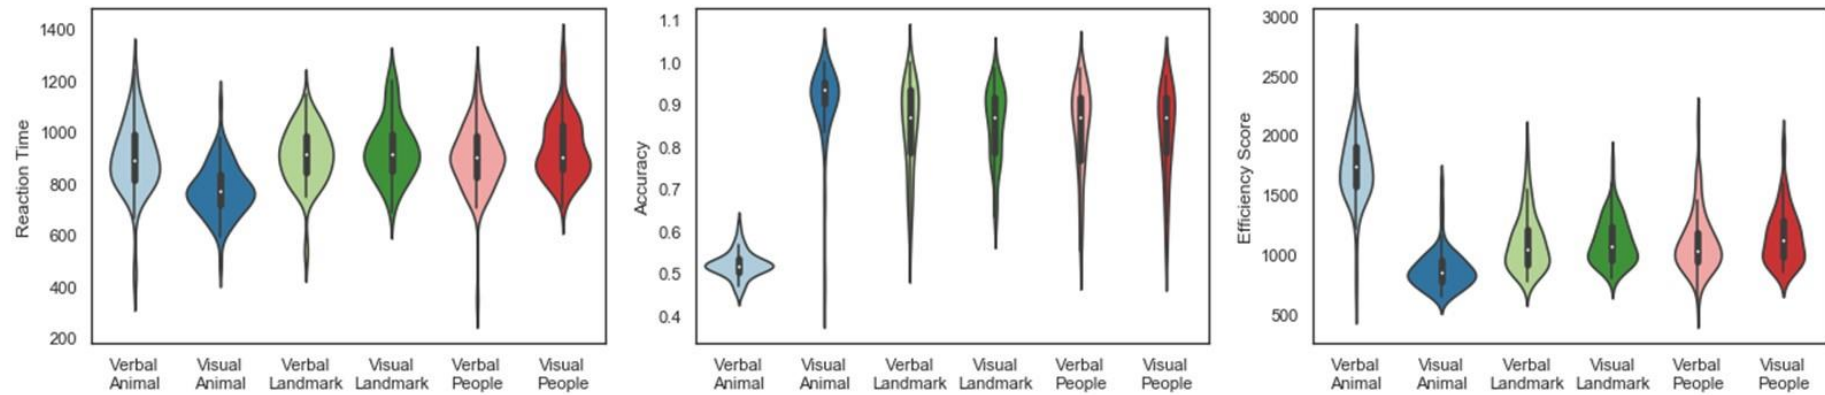 Reaction Time
1400
1200
1000
800
600
400
200
Verbal Animal
Visual Animal
Verbal Landmark
Visual Landmark
Verbal People
Visual People
Accuracy
1.1
1.0
0.9
0.8
0.7
0.6
0.5
0.4
Verbal Animal
Visual Animal
Verbal Landmark
Visual Landmark
Verbal People
Visual People
Efficiency Score
3000
2500
2000
1500
1000
500
Verbal Animal
Visual Animal
Verbal Landmark
Visual Landmark
Verbal People
Visual People